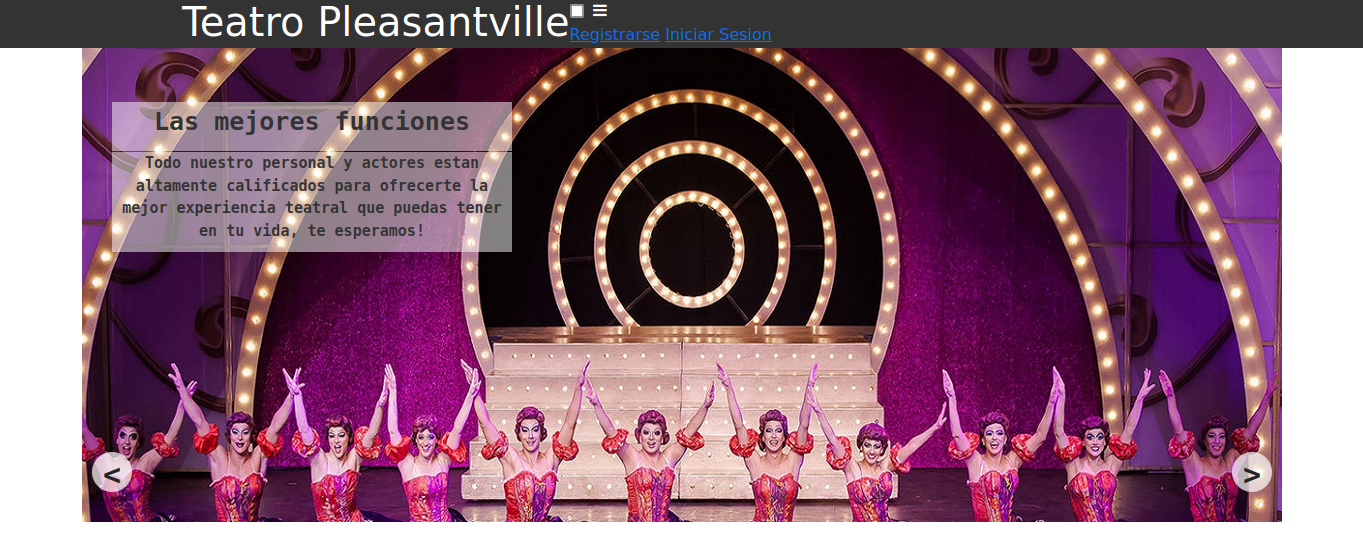 Teatro Pleasantville
☰
Registrarse Iniciar Sesion
Las mejores funciones
Todo nuestro personal y actores estan
altamente calificados para ofrecerte la
mejor experiencia teatral que puedas tener
en tu vida, te esperamos!
< >